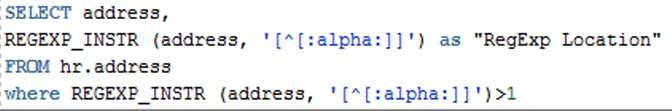 SELECT address,
REGEXP_INSTR (address, '[^[:alpha:]]') as "RegExp Location"
FROM hr.address
where REGEXP_INSTR (address, '[^[:alpha:]]')>1